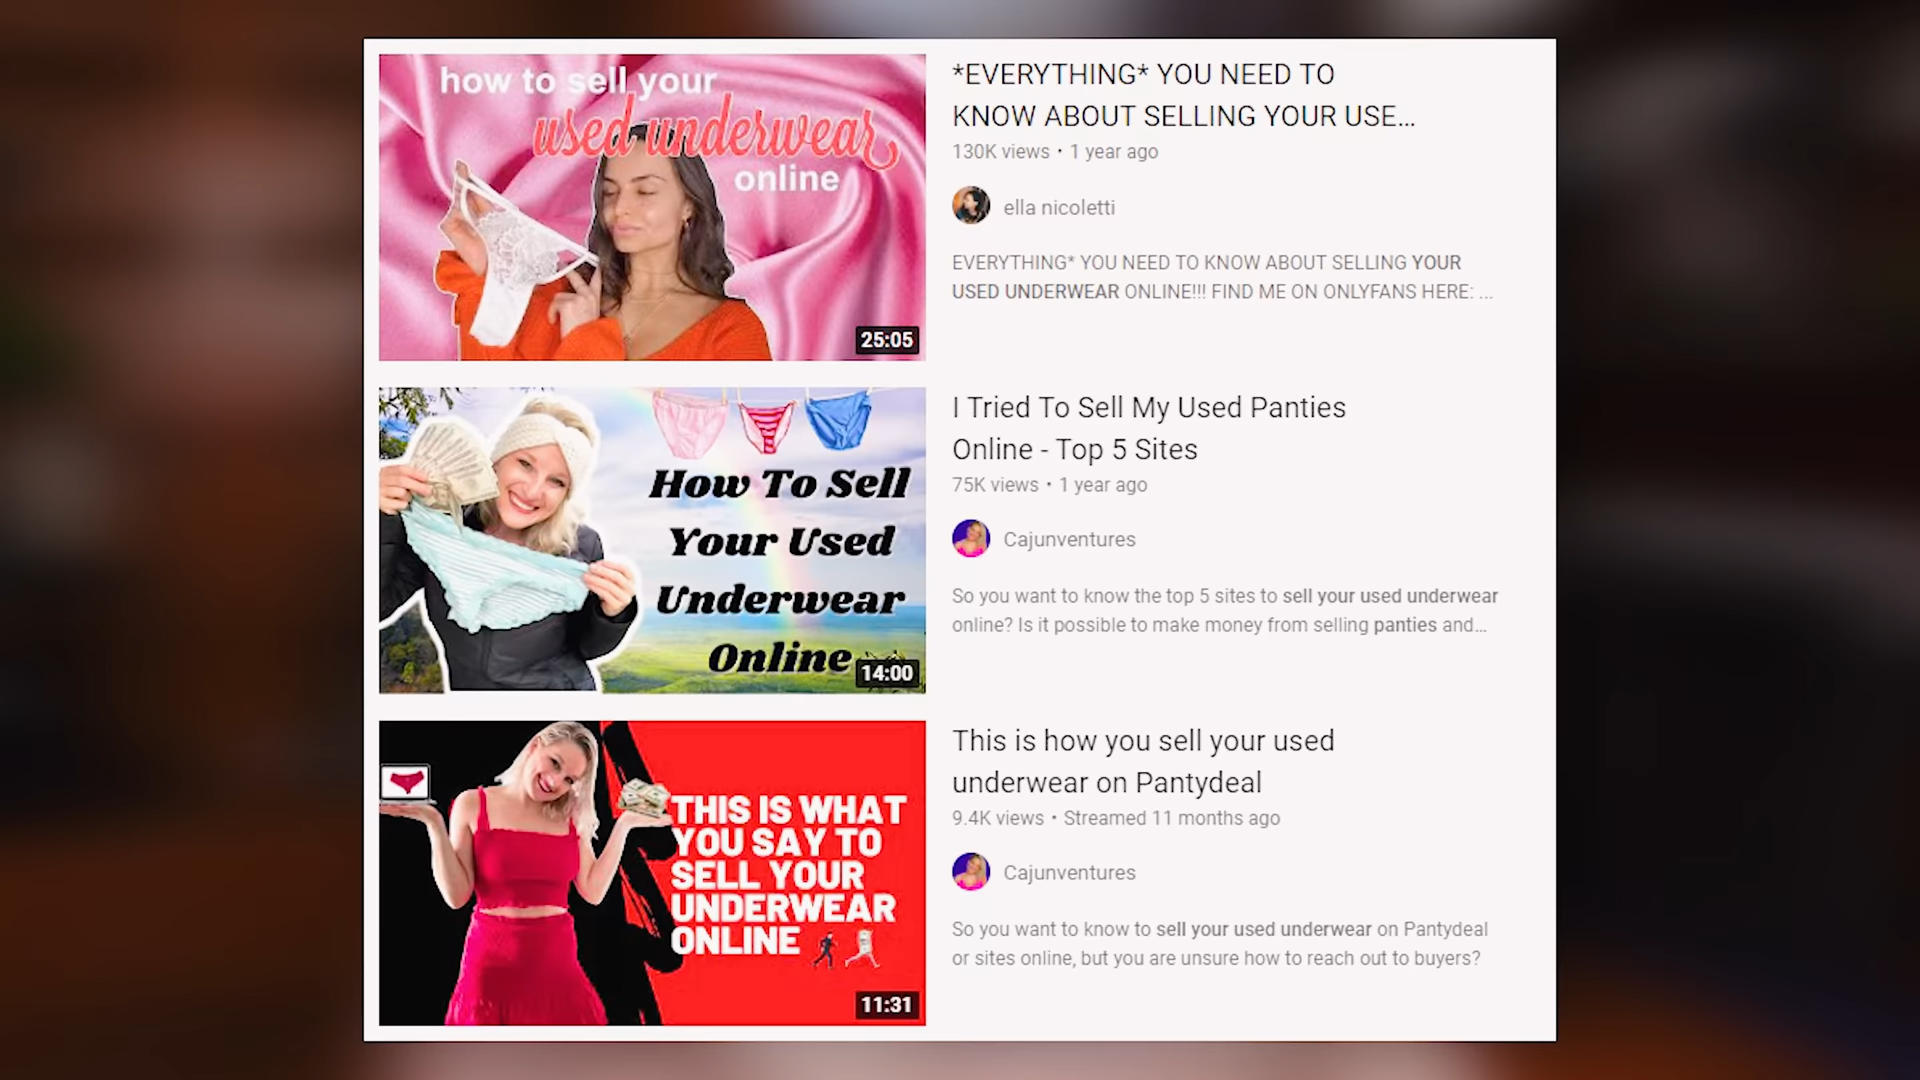 how to sell your
used underwear
online
25:05
*EVERYTHING* YOU NEED TO
KNOW ABOUT SELLING YOUR USE...
130K views • 1 year ago
ella nicoletti
EVERYTHING* YOU NEED TO KNOW ABOUT SELLING YOUR
USED UNDERWEAR ONLINE!!! FIND ME ON ONLYFANS HERE: ...
How To Sell
Your Used
Underwear
Online
14:00
I Tried To Sell My Used Panties
Online - Top 5 Sites
75K views • 1 year ago
Cajunventures
So you want to know the top 5 sites to sell your used underwear
online? Is it possible to make money from selling panties and...
THIS IS WHAT
YOU SAY TO
SELL YOUR
UNDERWEAR
ONLINE
11:31
This is how you sell your used
underwear on Pantydeal
9.4K views • Streamed 11 months ago
Cajunventures
So you want to know to sell your used underwear on Pantydeal
or sites online, but you are unsure how to reach out to buyers?